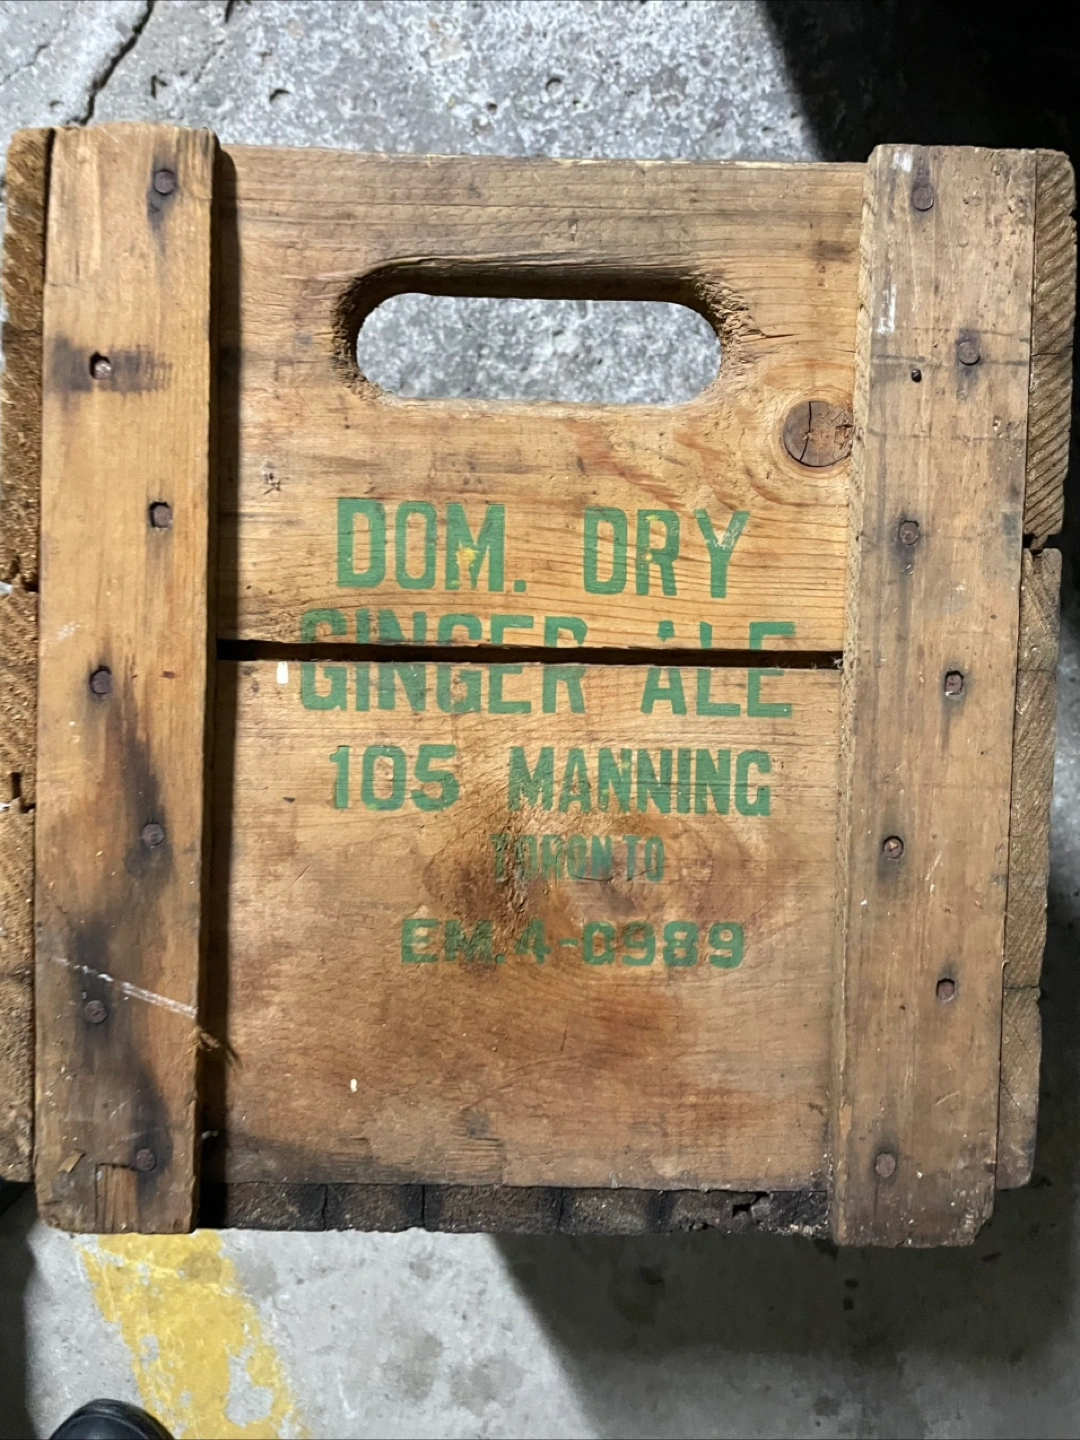 DOM. DRY
GINGER ALE
105 MANNING
TORONTO
EM.4-0989